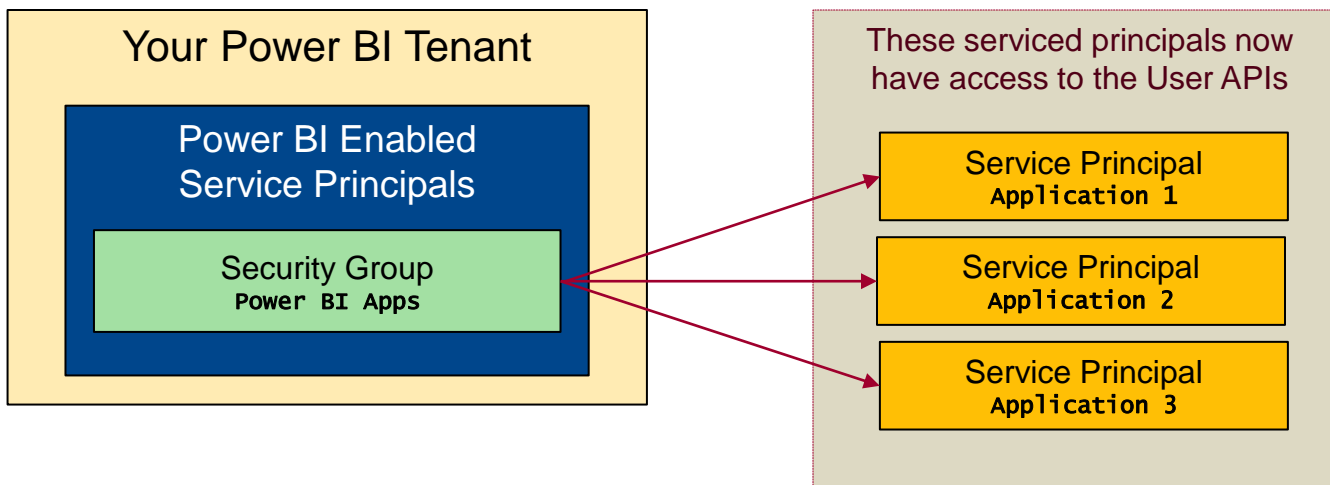 Your Power BI Tenant
Power BI Enabled
Service Principals
Security Group
Power BI Apps
These serviced principals now
have access to the User APIs
Service Principal
Application 1
Service Principal
Application 2
Service Principal
Application 3